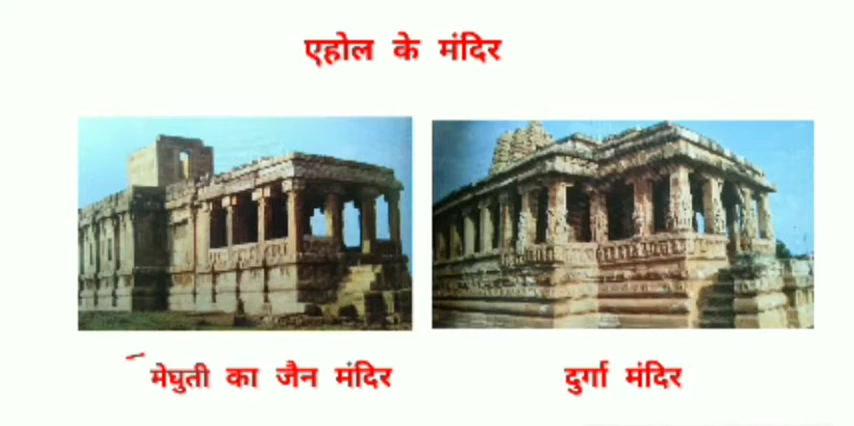 एहोल के मंदिर
मेघुती का जैन मंदिर
दुर्गा मंदिर